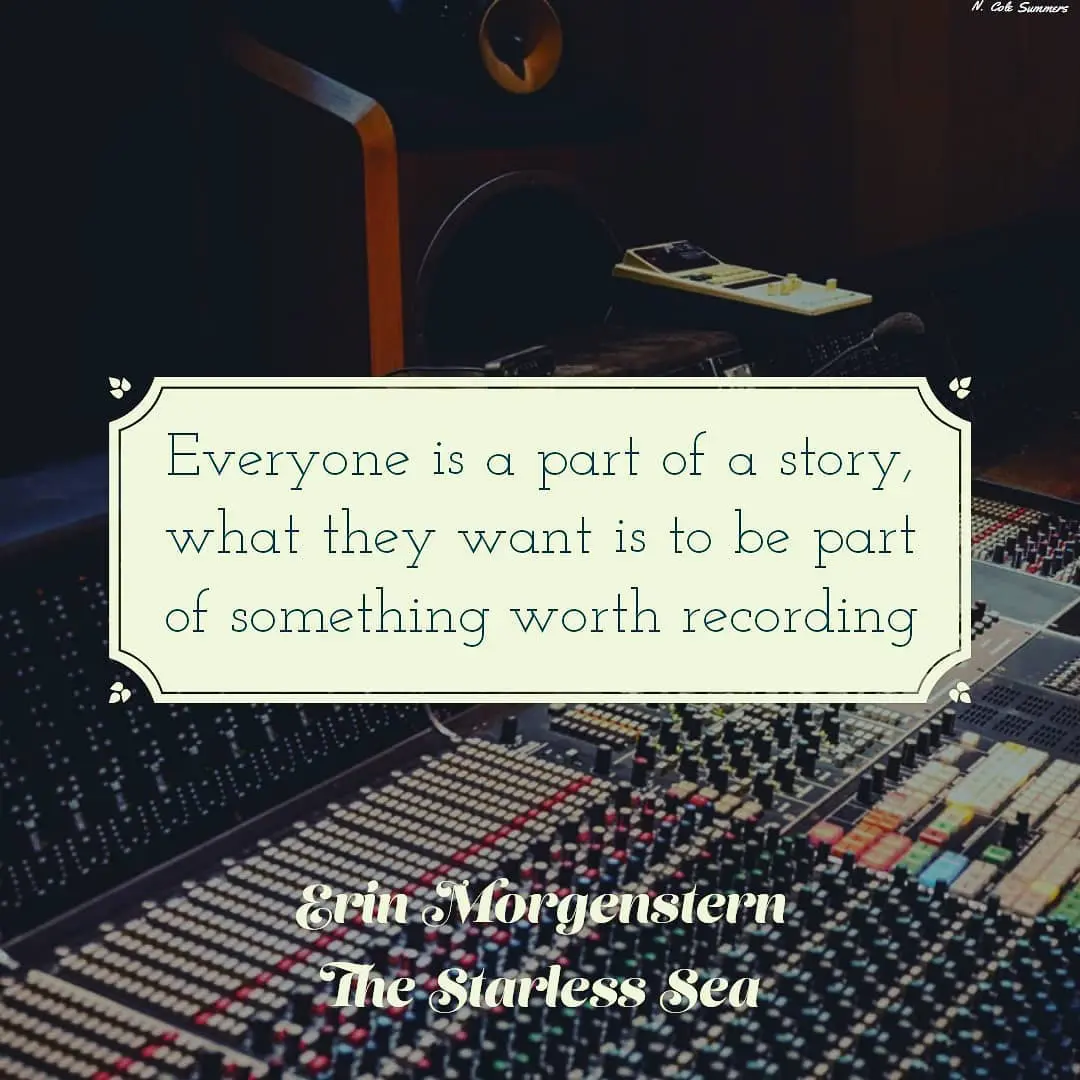 N. Cole Summers
Everyone is a part of a story,
what they want is to be part
of something worth recording
Erin Morgenstern
The Starless Sea